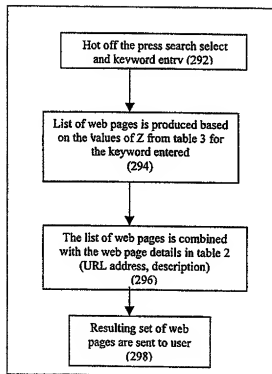 Hot off the press search select
and keyword entry (292)
List of web pages is produced based
on the values of Z from table 3 for
the keyword entered
(294)
The list of web pages is combined
with the web page details in table 2
(URL address, description)
(296)
Resulting set of web
pages are sent to user
(298)